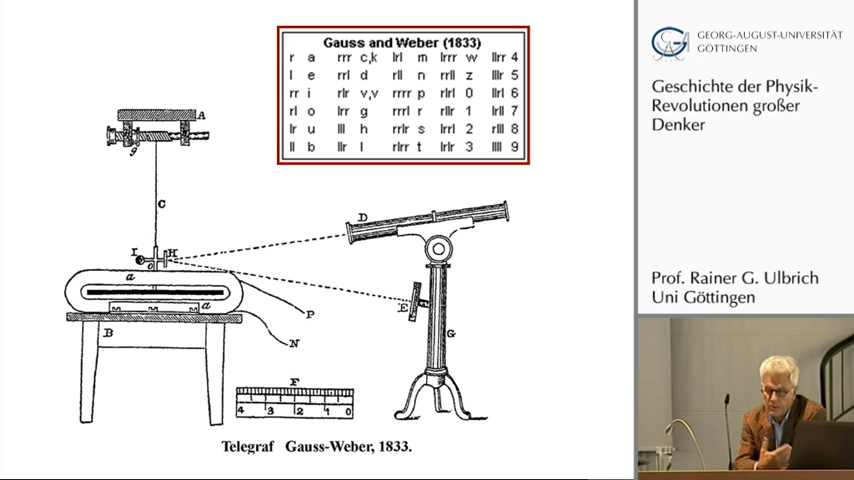 Gauss and Weber (1833)
r a rrr c,k lrl m lrrr w llrr 4
l e rrl d rll n rrll z lllr 5
rr i rlr v,v rrrr p rlrl 0 llrl 6
rl o lrr g rrrl r rllr 1 lrll 7
lr u lll h rrlr s lrrl 2 rlll 8
ll b llr l rlrr t lrlr 3 llll 9
A
g
C
I H
o
a
a
B
P
N
D
E
G
F
4 3 2 1 0
Telegraf Gauss-Weber, 1833.
GEORG-AUGUST-UNIVERSITÄT
GÖTTINGEN
Geschichte der Physik-
Revolutionen großer
Denker
Prof. Rainer G. Ulbrich
Uni Göttingen